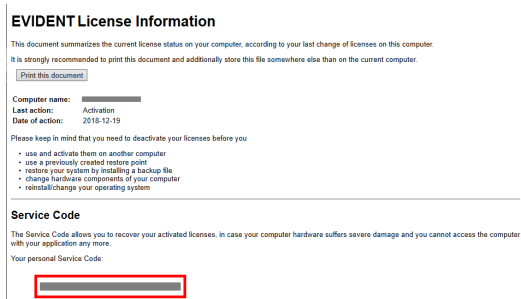 EVIDENT License Information
This document summarizes the current license status on your computer, according to your last change of licenses on this computer.
It is strongly recommended to print this document and additionally store this file somewhere else than on the current computer.
Print this document
Computer name:
Last action: Activation
Date of action: 2018-12-19
Please keep in mind that you need to deactivate your licenses before you
• use and activate them on another computer
• use a previously created restore point
• restore your system by installing a backup file
• change hardware components of your computer
• reinstall/change your operating system
Service Code
The Service Code allows you to recover your activated licenses, in case your computer hardware suffers severe damage and you cannot access the computer
with your application any more.
Your personal Service Code: